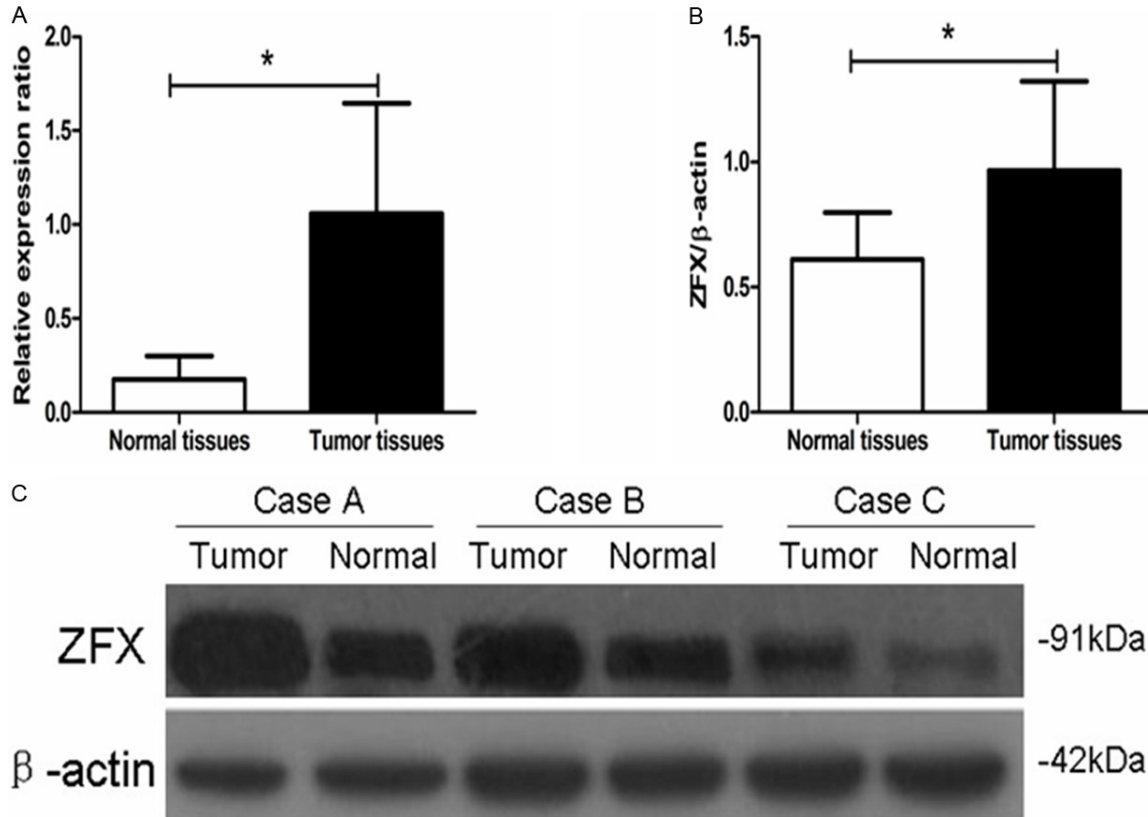 A
Relative expression ratio
2.0
1.5
1.0
0.5
0.0
*
Normal tissues Tumor tissues
B
ZFX/β-actin
1.5
1.0
0.5
0.0
*
Normal tissues Tumor tissues
C
Case A Case B Case C
Tumor Normal Tumor Normal Tumor Normal
ZFX -91kDa
β-actin -42kDa